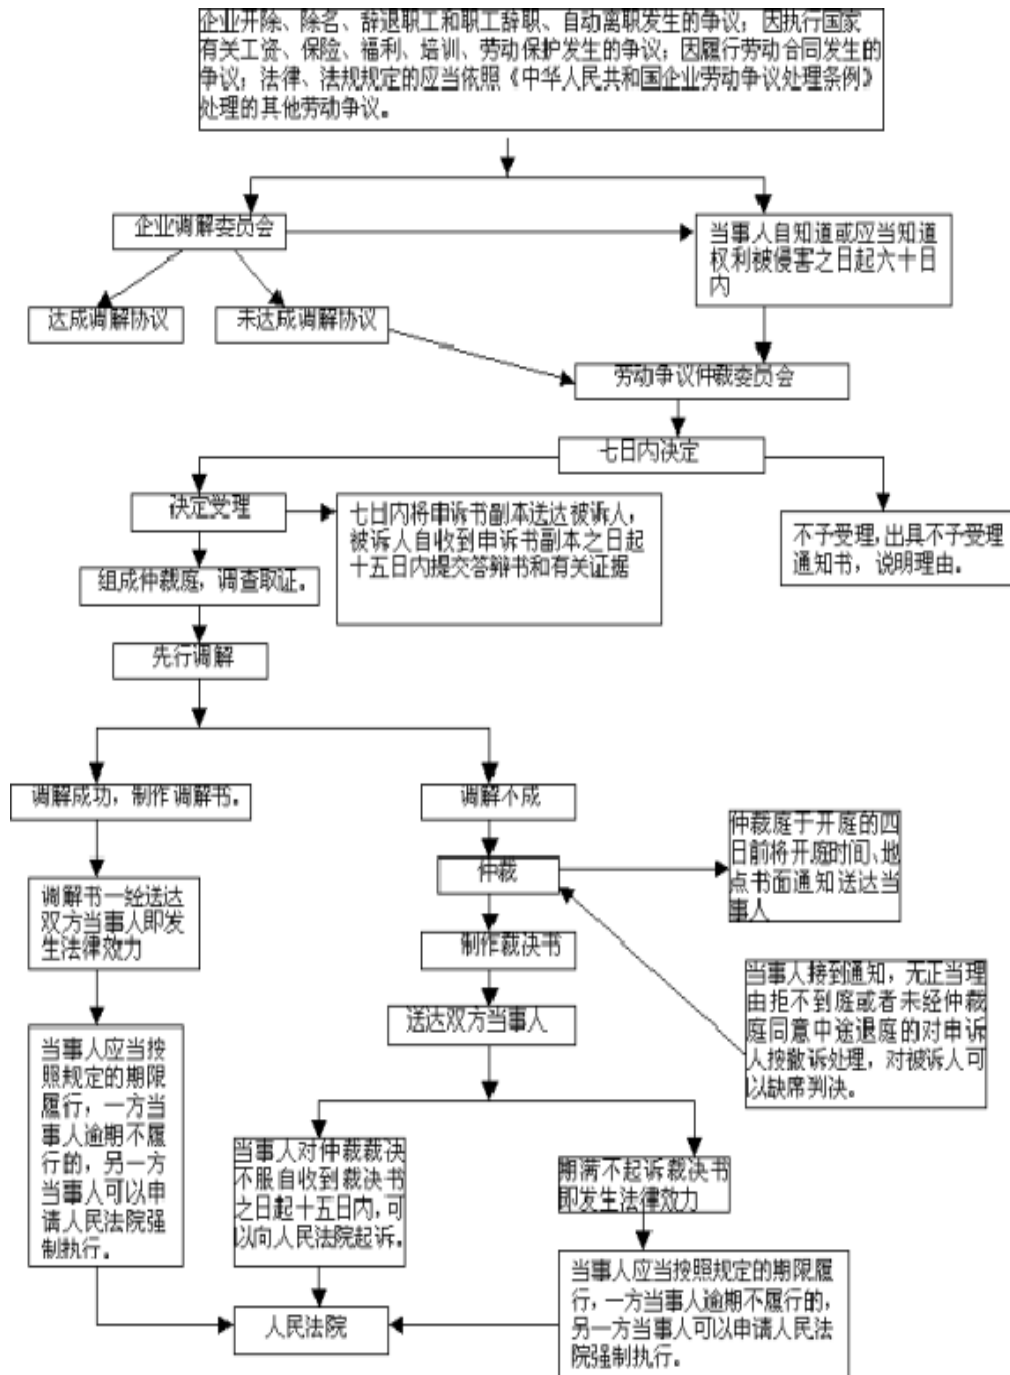 企业开除、除名、辞退职工和职工辞职、自动离职发生的争议；因执行国家
有关工资、保险、福利、培训、劳动保护发生的争议；因履行劳动合同发生的
争议；法律、法规规定的应当依照《中华人民共和国企业劳动争议处理条例》
处理的其他劳动争议。
企业调解委员会
当事人自知道或应当知道
权利被侵害之日起六十日
内
达成调解协议
未达成调解协议
劳动争议仲裁委员会
七日内决定
决定受理
七日内将申诉书副本送达被诉人，
被诉人自收到申诉书副本之日起
十五日内提交答辩书和有关证据
不予受理，出具不予受理
通知书，说明理由。
组成仲裁庭，调查取证。
先行调解
调解成功，制作调解书。
调解不成
仲裁庭于开庭的四
日前将开庭时间、地
点书面通知送达当
事人
仲裁
调解书一经送达
双方当事人即发
生法律效力
制作裁决书
当事人接到通知，无正当理
由拒不到庭或者未经仲裁
庭同意中途退庭的对申诉
人按撤诉处理，对被诉人可
以缺席判决。
送达双方当事人
当事人应当按
照规定的期限
履行，一方当
事人逾期不履
行的，另一方
当事人可以申
请人民法院强
制执行。
当事人对仲裁裁决
不服自收到裁决书
之日起十五日内，可
以向人民法院起诉。
期满不起诉裁决书
即发生法律效力
当事人应当按照规定的期限履
行，一方当事人逾期不履行的，
另一方当事人可以申请人民法
院强制执行。
人民法院